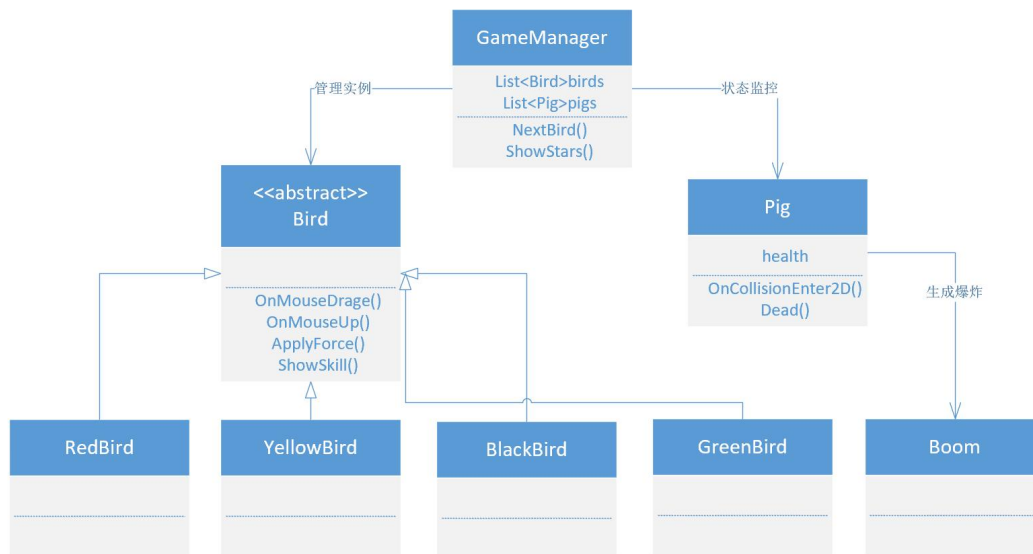 GameManager
List<Bird>birds
List<Pig>pigs
NextBird()
ShowStars()
管理实例
状态监控
<<abstract>>
Bird
OnMouseDrage()
OnMouseUp()
ApplyForce()
ShowSkill()
Pig
health
OnCollisionEnter2D()
Dead()
生成爆炸
RedBird
YellowBird
BlackBird
GreenBird
Boom